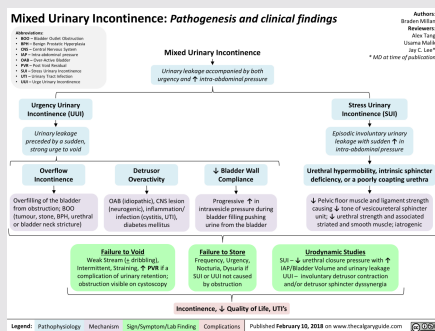 Mixed Urinary Incontinence: Pathogenesis and clinical findings
Authors:
Braden Millan
Reviewers:
Alex Tang
Usama Malik
Jay C. Lee*
* MD at time of publication
Abbreviations:
• BOO – Bladder Outlet Obstruction
• BPH – Benign Prostate Hyperplasia
• CNS – Central Nervous System
• IAP – Intra-abdominal pressure
• OAB – Over Active Bladder
• PVR – Post Void Residual
• SUI – Stress Urinary Incontinence
• UTI – Urinary Tract Infection
• UUI – Urge Urinary Incontinence
Mixed Urinary Incontinence
Urinary leakage accompanied by both
urgency and ↑ intra-abdominal pressure
Urgency Urinary
Incontinence (UUI)
Urinary leakage
preceded by a sudden,
strong urge to void
Stress Urinary
Incontinence (SUI)
Episodic involuntary urinary
leakage with sudden ↑ in
intra-abdominal pressure
Overflow
Incontinence
Detrusor
Overactivity
↓ Bladder Wall
Compliance
Urethral hypermobility, intrinsic sphincter
deficiency, or a poorly coapting urethra
Overfilling of the bladder
from obstruction; BOO
(tumour, stone, BPH, urethral
or bladder neck stricture)
OAB (idiopathic), CNS lesion
(neurogenic), inflammation/
infection (cystitis, UTI),
diabetes mellitus
Progressive ↑ in
intravesicle pressure during
bladder filling pushing
urine from the bladder
↓ Pelvic floor muscle and ligament strength
causing ↓ tone of vesicoureteral sphincter
unit; ↓ urethral strength and associated
striated and smooth muscle; iatrogenic
Failure to Void
Weak Stream (± dribbling),
Intermittent, Straining, ↑ PVR if a
complication of urinary retention;
obstruction visible on cystoscopy
Failure to Store
Frequency, Urgency,
Nocturia, Dysuria if
SUI or UUI not caused
by obstruction
Urodynamic Studies
SUI – ↓ urethral closure pressure with ↑
IAP/Bladder Volume and urinary leakage
UUI – involuntary detrusor contraction
and/or detrusor sphincter dyssynergia
Incontinence, ↓ Quality of Life, UTI's
Legend: Pathophysiology Mechanism Sign/Symptom/Lab Finding Complications Published February 10, 2018 on www.thecalgaryguide.com